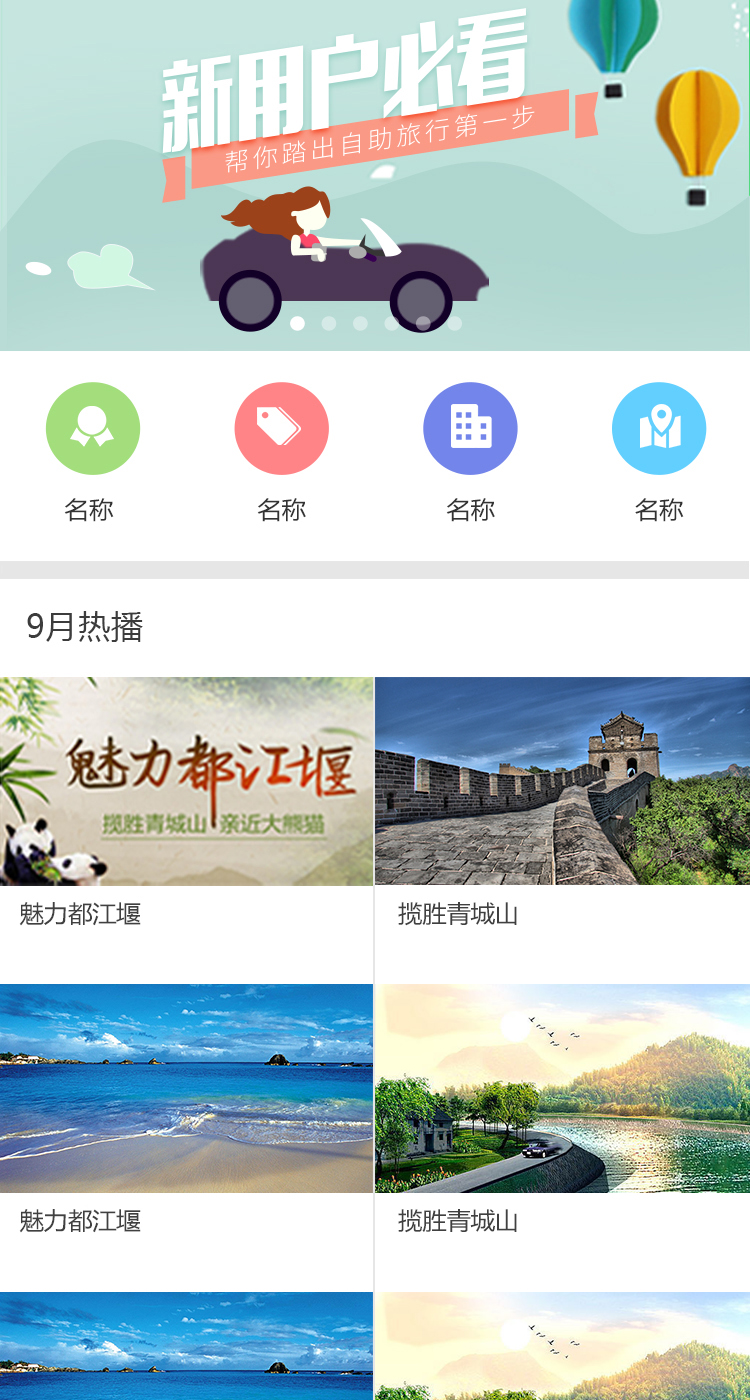 新用户必看
帮你踏出自助旅行第一步
名称
名称
名称
名称
9月热播
魅力都江堰
揽胜青城山 亲近大熊猫
魅力都江堰
揽胜青城山
魅力都江堰
揽胜青城山